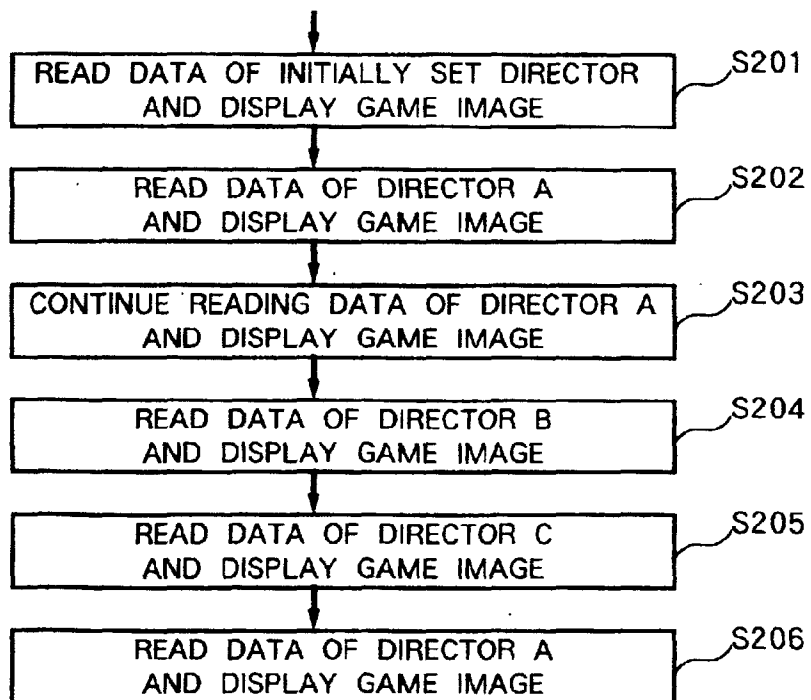 READ DATA OF INITIALLY SET DIRECTOR
AND DISPLAY GAME IMAGE
S201
READ DATA OF DIRECTOR A
AND DISPLAY GAME IMAGE
S202
CONTINUE READING DATA OF DIRECTOR A
AND DISPLAY GAME IMAGE
S203
READ DATA OF DIRECTOR B
AND DISPLAY GAME IMAGE
S204
READ DATA OF DIRECTOR C
AND DISPLAY GAME IMAGE
S205
READ DATA OF DIRECTOR A
AND DISPLAY GAME IMAGE
S206